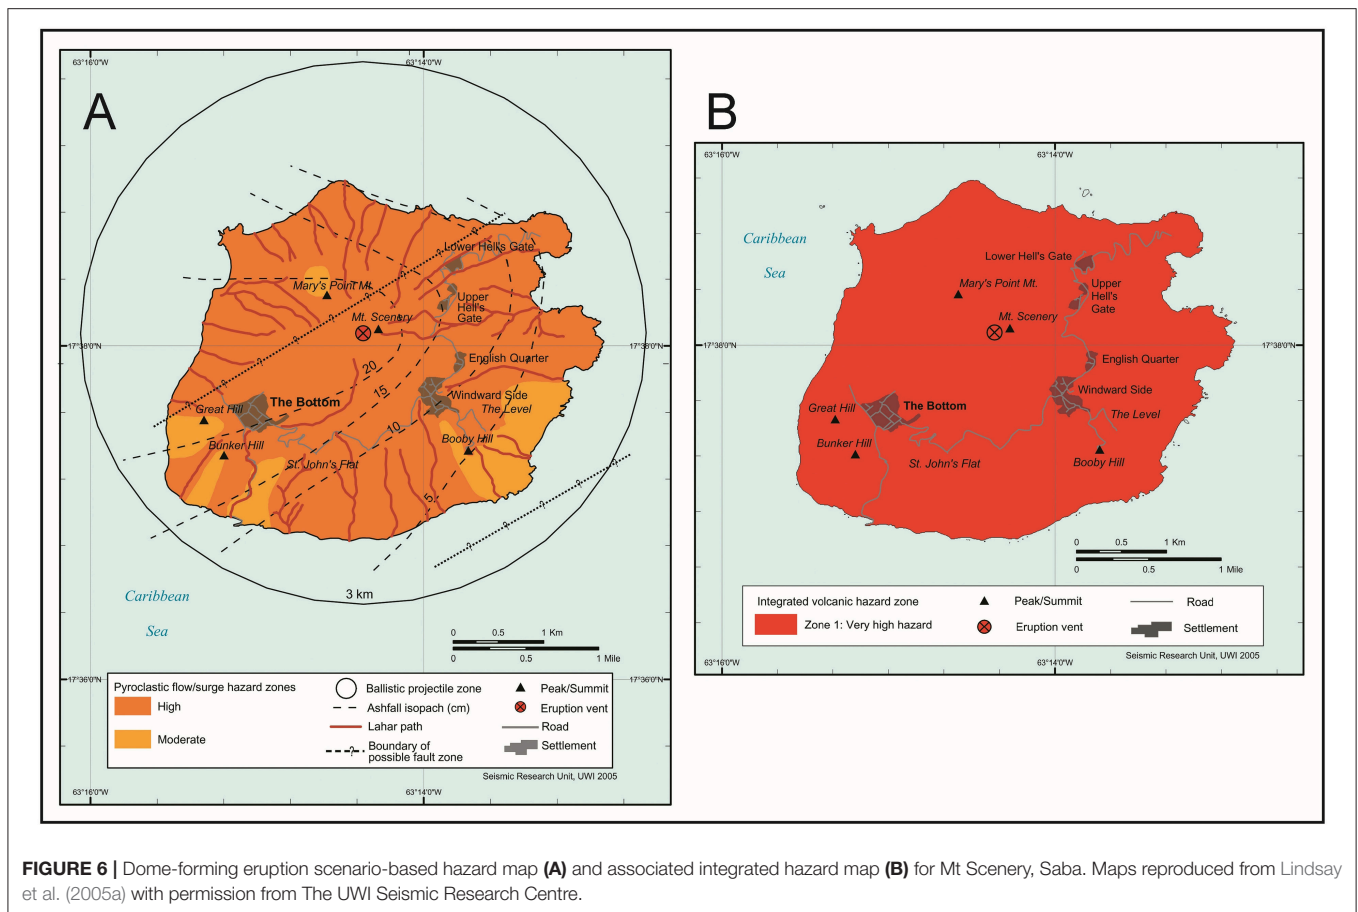 A
63°16'0"W
63°14'0"W
Lower Hell's Gate
Mary's Point Mt.
Upper
Hell's
Gate
Mt. Scenery
17°38'0"N
20
English Quarter
15
Windward Side
The Bottom
Great Hill
The Level
10
Bunker Hill
Booby Hill
St. John's Flat
5
3 km
Caribbean
Sea
0 0.5 1 Km
0 0.5 1 Mile
17°36'0"N
Pyroclastic flow/surge hazard zones
High
Moderate
Ballistic projectile zone
Ashfall isopach (cm)
Lahar path
Boundary of
possible fault zone
Peak/Summit
Eruption vent
Road
Settlement
Seismic Research Unit, UWI 2005
63°16'0"W
63°14'0"W
B
63°16'0"W
63°14'0"W
Caribbean
Sea
Lower Hell's Gate
Mary's Point Mt.
Upper
Hell's
Gate
Mt. Scenery
17°38'0"N
17°38'0"N
English Quarter
Windward Side
Great Hill
The Bottom
The Level
Bunker Hill
St. John's Flat
Booby Hill
0 0.5 1 Km
0 0.5 1 Mile
Integrated volcanic hazard zone
Zone 1: Very high hazard
Peak/Summit
Eruption vent
Road
Settlement
Seismic Research Unit, UWI 2005
63°16'0"W
63°14'0"W
FIGURE 6 | Dome-forming eruption scenario-based hazard map (A) and associated integrated hazard map (B) for Mt Scenery, Saba. Maps reproduced from Lindsay
et al. (2005a) with permission from The UWI Seismic Research Centre.